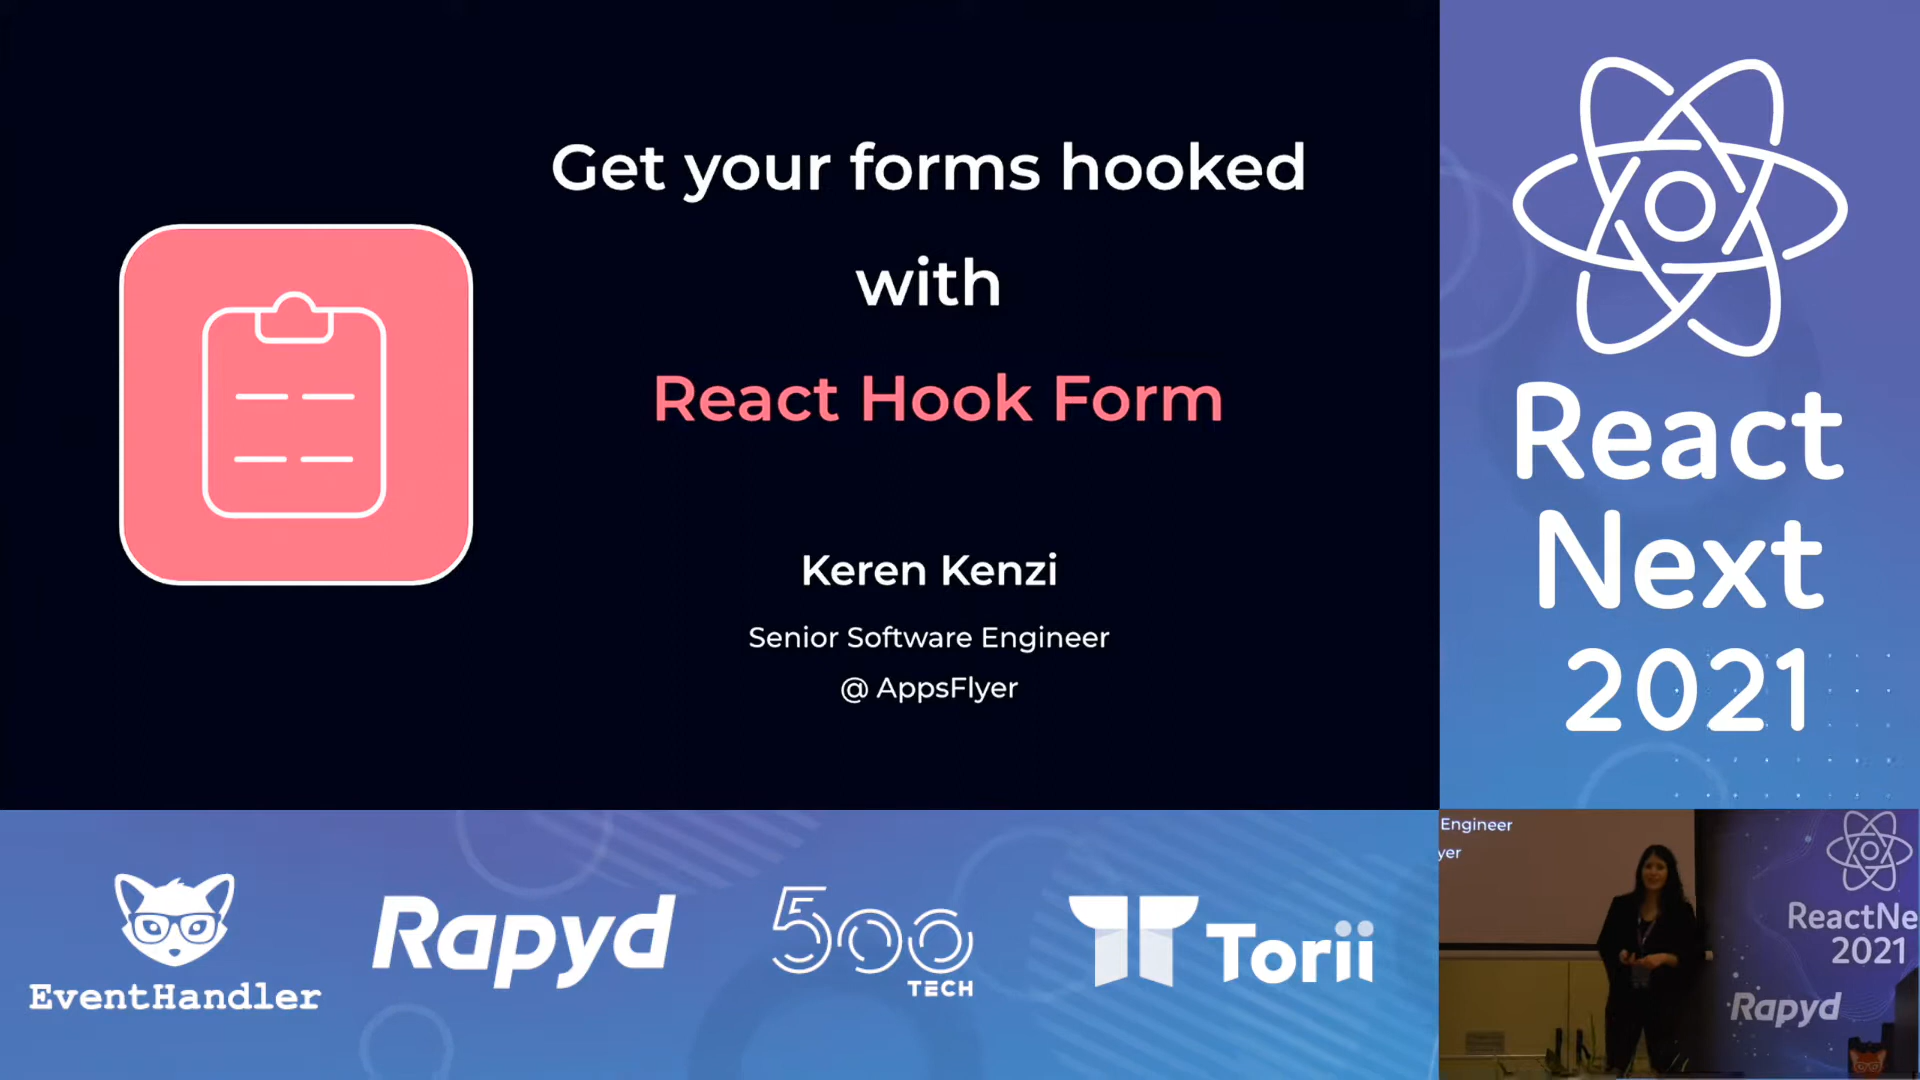 Get your forms hooked
with
React Hook Form
Keren Kenzi
Senior Software Engineer
@ AppsFlyer
React
Next
2021
EventHandler
Rapyd
500
TECH
Torii
Engineer
yer
ReactNe
2021
Rapyd